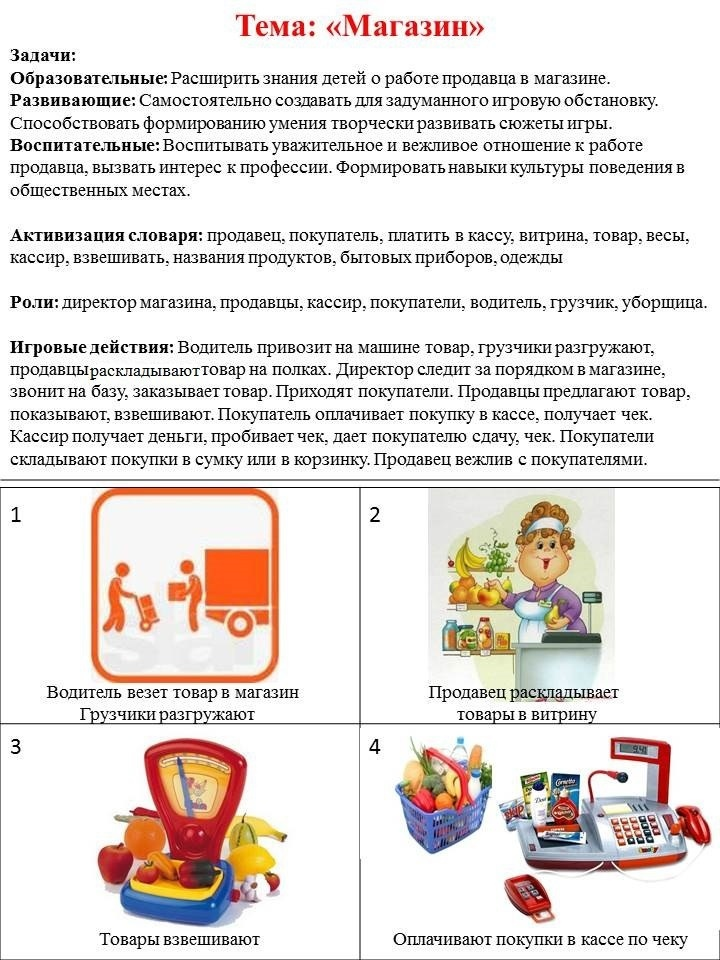 Тема: «Магазин»
Задачи:
Образовательные: Расширить знания детей о работе продавца в магазине.
Развивающие: Самостоятельно создавать для задуманного игровую обстановку.
Способствовать формированию умения творчески развивать сюжеты игры.
Воспитательные: Воспитывать уважительное и вежливое отношение к работе
продавца, вызвать интерес к профессии. Формировать навыки культуры поведения в
общественных местах.
Активизация словаря: продавец, покупатель, платить в кассу, витрина, товар, весы,
кассир, взвешивать, названия продуктов, бытовых приборов, одежды
Роли: директор магазина, продавцы, кассир, покупатели, водитель, грузчик, уборщица.
Игровые действия: Водитель привозит на машине товар, грузчики разгружают,
продавцы раскладывают товар на полках. Директор следит за порядком в магазине,
звонит на базу, заказывает товар. Приходят покупатели. Продавцы предлагают товар,
показывают, взвешивают. Покупатель оплачивает покупку в кассе, получает чек.
Кассир получает деньги, пробивает чек, дает покупателю сдачу, чек. Покупатели
складывают покупки в сумку или в корзинку. Продавец вежлив с покупателями.
1
Водитель везет товар в магазин
Грузчики разгружают
2
Продавец раскладывает
товары в витрину
3
Товары взвешивают
4
Cornetto
Оплачивают покупки в кассе по чеку